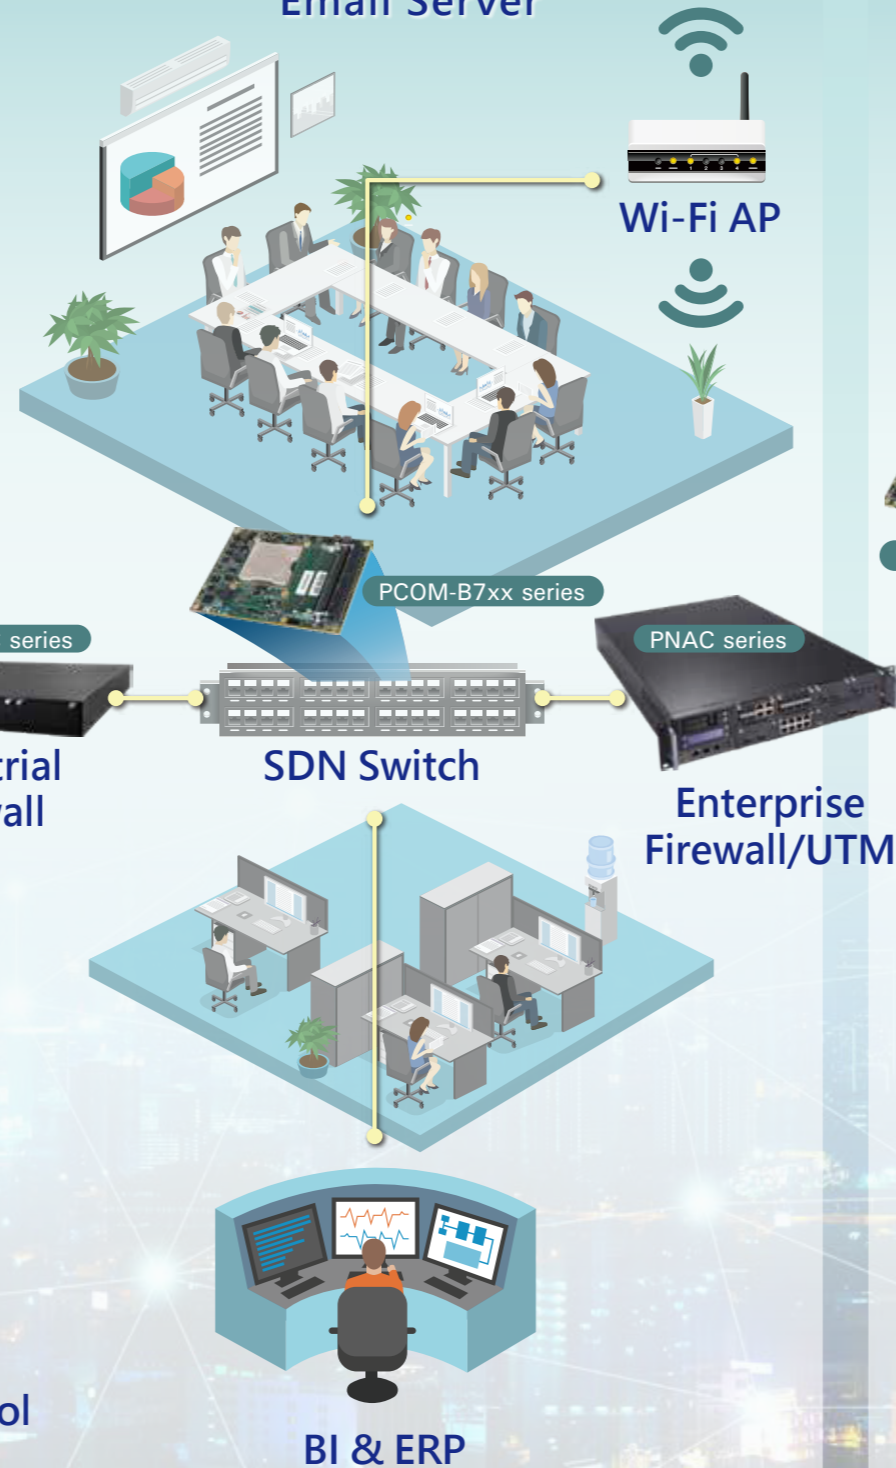 Email Server
Wi-Fi AP
PCOM-B7xx series
series
PNAC series
trial
all
SDN Switch
Enterprise
Firewall/UTM
ol
BI & ERP